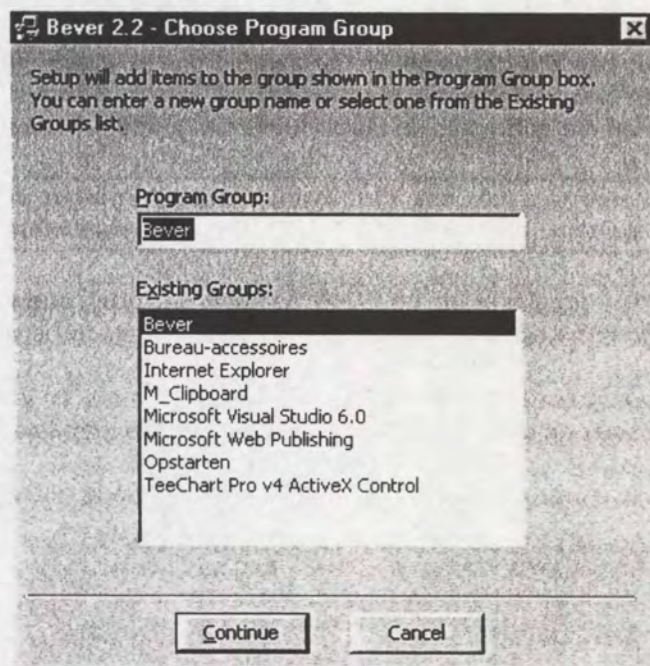 Bever 2.2 - Choose Program Group
Setup will add items to the group shown in the Program Group box.
You can enter a new group name or select one from the Existing
Groups list.
Program Group:
Bever
Existing Groups:
Bever
Bureau-accessoires
Internet Explorer
M_Clipboard
Microsoft Visual Studio 6.0
Microsoft Web Publishing
Opstarten
TeeChart Pro v4 ActiveX Control
Continue
Cancel